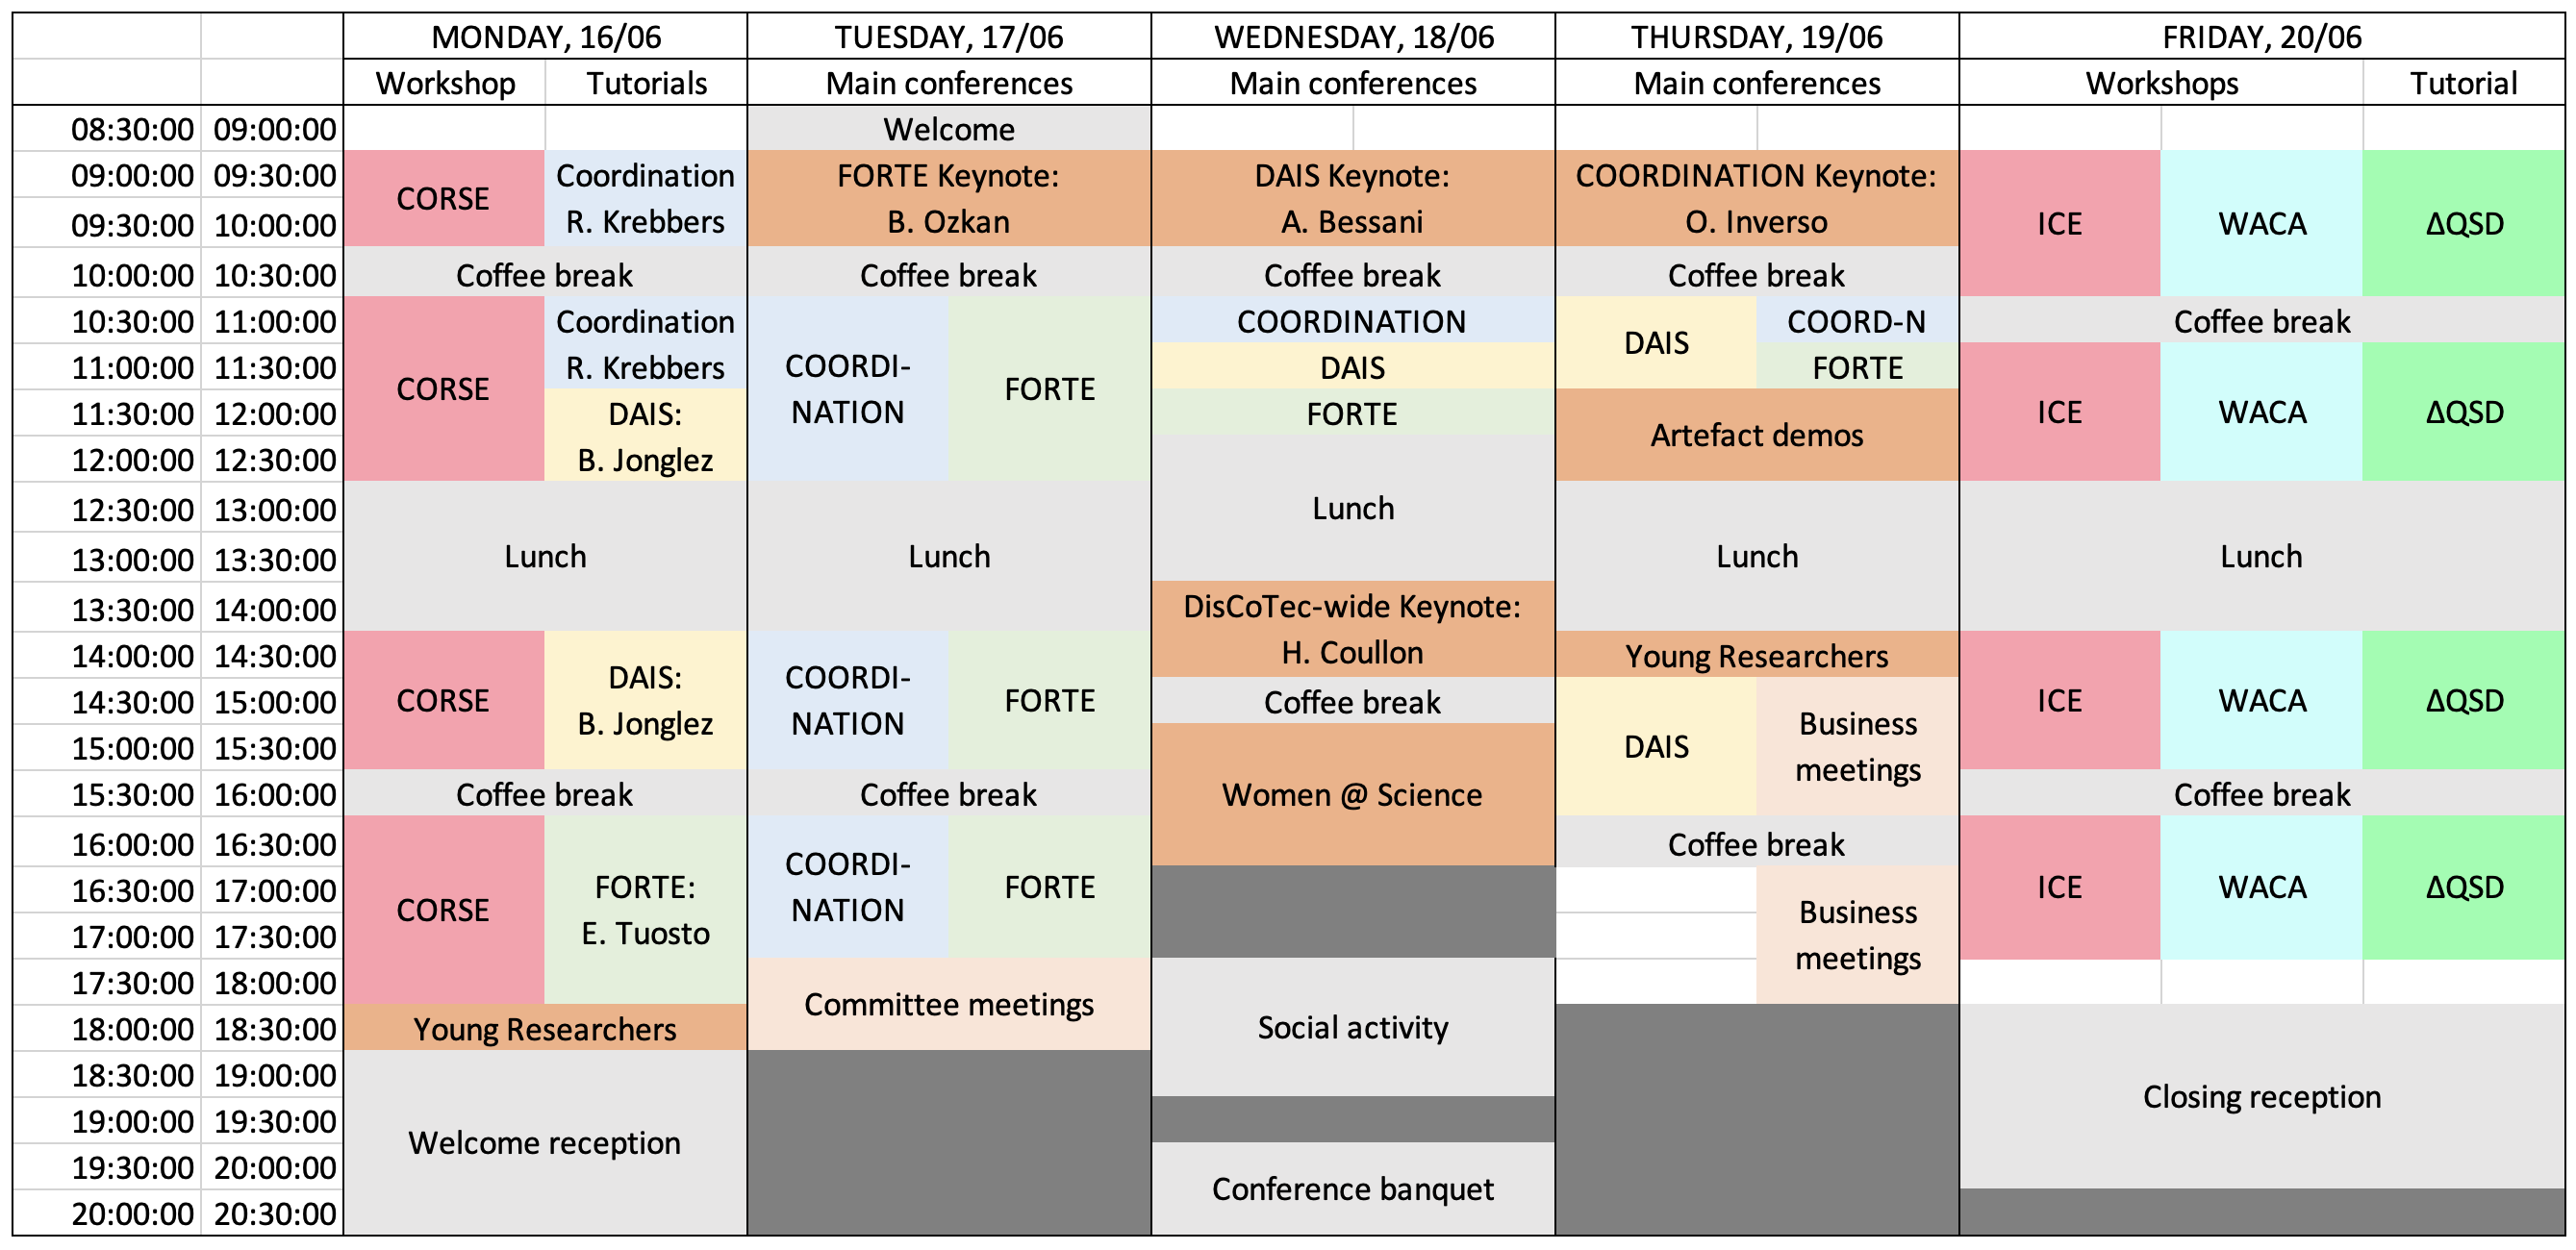 MONDAY, 16/06 TUESDAY, 17/06 WEDNESDAY, 18/06 THURSDAY, 19/06 FRIDAY, 20/06
Workshop Tutorials Main conferences Main conferences Main conferences Workshops Tutorial
08:30:00 09:00:00 Welcome
09:00:00 09:30:00 CORSE Coordination FORTE Keynote: DAIS Keynote: COORDINATION Keynote: ICE WACA ΔQSD
09:30:00 10:00:00 R. Krebbers B. Ozkan A. Bessani O. Inverso
10:00:00 10:30:00 Coffee break Coffee break Coffee break Coffee break
10:30:00 11:00:00 CORSE Coordination COORDI- FORTE COORDINATION DAIS COORD-N Coffee break
11:00:00 11:30:00 R. Krebbers NATION DAIS FORTE ICE WACA ΔQSD
11:30:00 12:00:00 DAIS: FORTE Artefact demos
12:00:00 12:30:00 B. Jonglez Lunch
12:30:00 13:00:00 Lunch Lunch Lunch Lunch
13:00:00 13:30:00
13:30:00 14:00:00 DisCoTec-wide Keynote:
14:00:00 14:30:00 CORSE DAIS: COORDI- FORTE H. Coullon Young Researchers ICE WACA ΔQSD
14:30:00 15:00:00 B. Jonglez NATION Coffee break DAIS Business
15:00:00 15:30:00 Women @ Science meetings
15:30:00 16:00:00 Coffee break Coffee break Coffee break
16:00:00 16:30:00 CORSE FORTE: COORDI- FORTE Coffee break ICE WACA ΔQSD
16:30:00 17:00:00 E. Tuosto NATION Business
17:00:00 17:30:00 meetings
17:30:00 18:00:00 Committee meetings Social activity
18:00:00 18:30:00 Young Researchers Closing reception
18:30:00 19:00:00 Welcome reception
19:00:00 19:30:00
19:30:00 20:00:00 Conference banquet
20:00:00 20:30:00